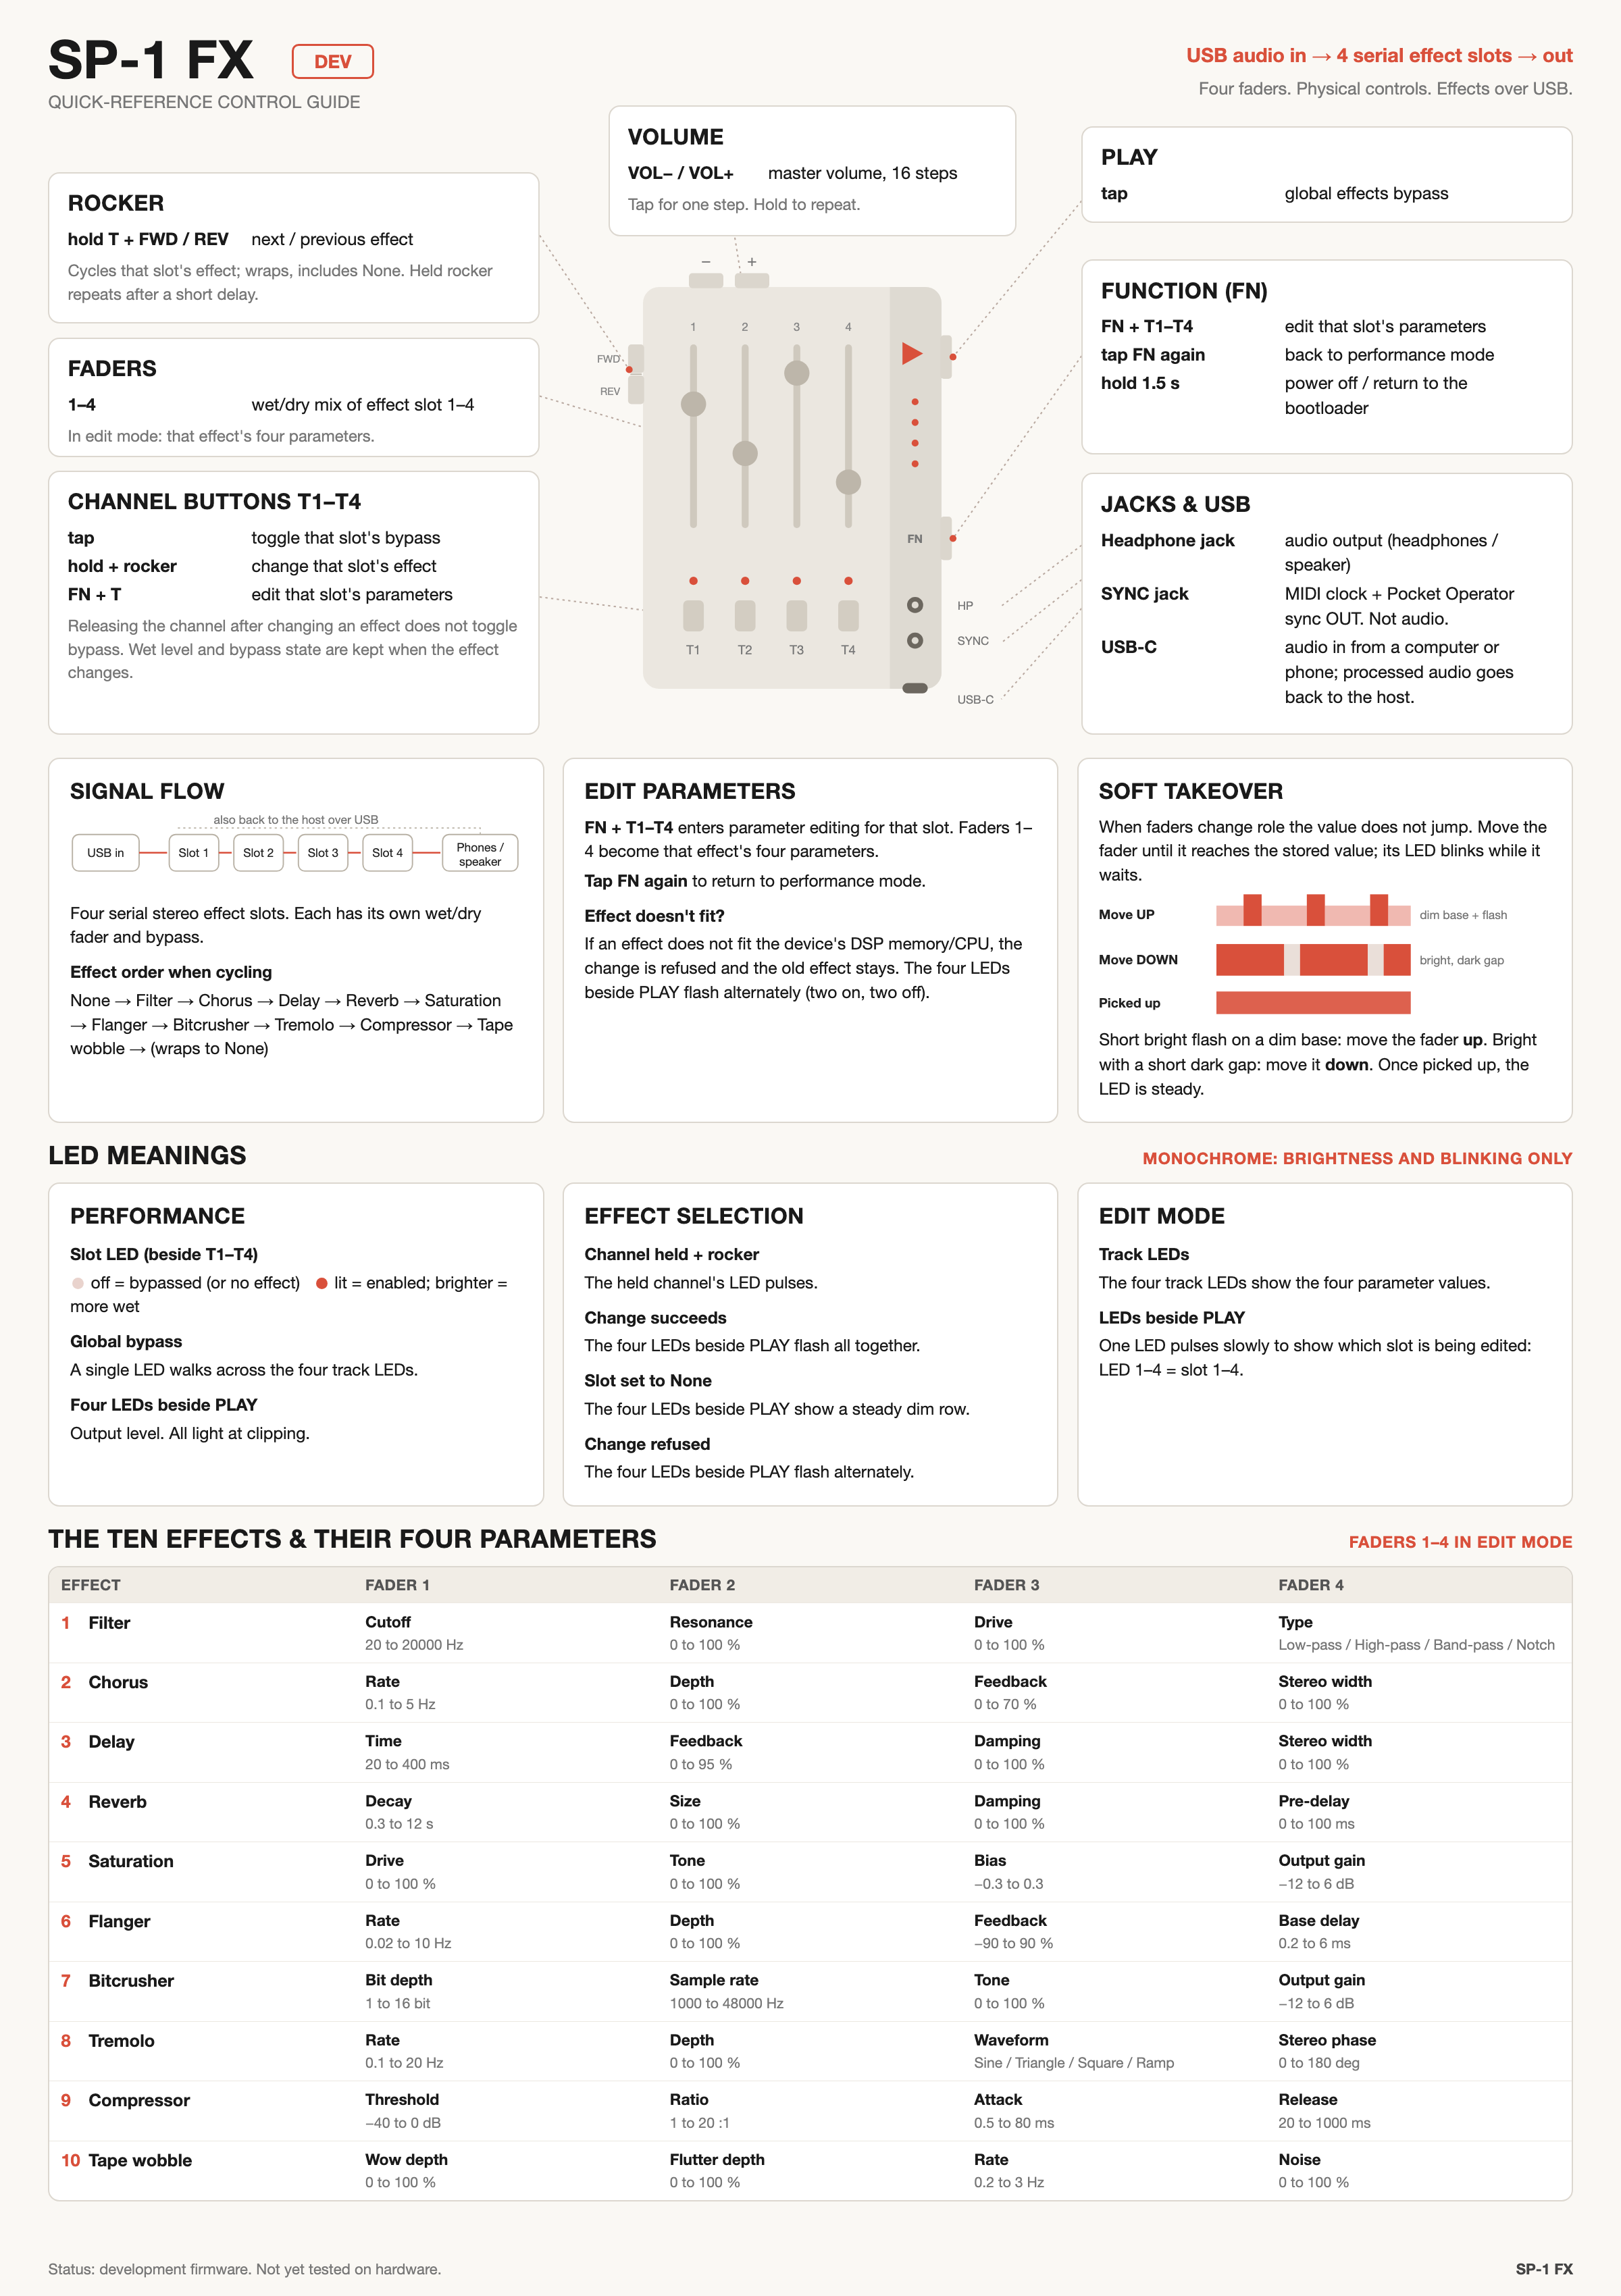 SP-1 FX
DEV
QUICK-REFERENCE CONTROL GUIDE
USB audio in → 4 serial effect slots → out
Four faders. Physical controls. Effects over USB.
VOLUME
VOL− / VOL+ master volume, 16 steps
Tap for one step. Hold to repeat.
ROCKER
hold T + FWD / REV next / previous effect
Cycles that slot's effect; wraps, includes None. Held rocker
repeats after a short delay.
FADERS
1–4 wet/dry mix of effect slot 1–4
In edit mode: that effect's four parameters.
CHANNEL BUTTONS T1–T4
tap toggle that slot's bypass
hold + rocker change that slot's effect
FN + T edit that slot's parameters
Releasing the channel after changing an effect does not toggle
bypass. Wet level and bypass state are kept when the effect
changes.
− +
1 2 3 4
FWD
REV
FN
HP
SYNC
T1 T2 T3 T4
USB-C
PLAY
tap global effects bypass
FUNCTION (FN)
FN + T1–T4 edit that slot's parameters
tap FN again back to performance mode
hold 1.5 s power off / return to the
bootloader
JACKS & USB
Headphone jack audio output (headphones /
speaker)
SYNC jack MIDI clock + Pocket Operator
sync OUT. Not audio.
USB-C audio in from a computer or
phone; processed audio goes
back to the host.
SIGNAL FLOW
also back to the host over USB
USB in Slot 1 Slot 2 Slot 3 Slot 4 Phones /
speaker
Four serial stereo effect slots. Each has its own wet/dry
fader and bypass.
Effect order when cycling
None → Filter → Chorus → Delay → Reverb → Saturation
→ Flanger → Bitcrusher → Tremolo → Compressor → Tape
wobble → (wraps to None)
EDIT PARAMETERS
FN + T1–T4 enters parameter editing for that slot. Faders 1–
4 become that effect's four parameters.
Tap FN again to return to performance mode.
Effect doesn't fit?
If an effect does not fit the device's DSP memory/CPU, the
change is refused and the old effect stays. The four LEDs
beside PLAY flash alternately (two on, two off).
SOFT TAKEOVER
When faders change role the value does not jump. Move the
fader until it reaches the stored value; its LED blinks while it
waits.
Move UP dim base + flash
Move DOWN bright, dark gap
Picked up
Short bright flash on a dim base: move the fader up. Bright
with a short dark gap: move it down. Once picked up, the
LED is steady.
LED MEANINGS
MONOCHROME: BRIGHTNESS AND BLINKING ONLY
PERFORMANCE
Slot LED (beside T1–T4)
off = bypassed (or no effect) lit = enabled; brighter =
more wet
Global bypass
A single LED walks across the four track LEDs.
Four LEDs beside PLAY
Output level. All light at clipping.
EFFECT SELECTION
Channel held + rocker
The held channel's LED pulses.
Change succeeds
The four LEDs beside PLAY flash all together.
Slot set to None
The four LEDs beside PLAY show a steady dim row.
Change refused
The four LEDs beside PLAY flash alternately.
EDIT MODE
Track LEDs
The four track LEDs show the four parameter values.
LEDs beside PLAY
One LED pulses slowly to show which slot is being edited:
LED 1–4 = slot 1–4.
THE TEN EFFECTS & THEIR FOUR PARAMETERS
FADERS 1–4 IN EDIT MODE
EFFECT FADER 1 FADER 2 FADER 3 FADER 4
1 Filter Cutoff Resonance Drive Type
20 to 20000 Hz 0 to 100 % 0 to 100 % Low-pass / High-pass / Band-pass / Notch
2 Chorus Rate Depth Feedback Stereo width
0.1 to 5 Hz 0 to 100 % 0 to 70 % 0 to 100 %
3 Delay Time Feedback Damping Stereo width
20 to 400 ms 0 to 95 % 0 to 100 % 0 to 100 %
4 Reverb Decay Size Damping Pre-delay
0.3 to 12 s 0 to 100 % 0 to 100 % 0 to 100 ms
5 Saturation Drive Tone Bias Output gain
0 to 100 % 0 to 100 % −0.3 to 0.3 −12 to 6 dB
6 Flanger Rate Depth Feedback Base delay
0.02 to 10 Hz 0 to 100 % −90 to 90 % 0.2 to 6 ms
7 Bitcrusher Bit depth Sample rate Tone Output gain
1 to 16 bit 1000 to 48000 Hz 0 to 100 % −12 to 6 dB
8 Tremolo Rate Depth Waveform Stereo phase
0.1 to 20 Hz 0 to 100 % Sine / Triangle / Square / Ramp 0 to 180 deg
9 Compressor Threshold Ratio Attack Release
−40 to 0 dB 1 to 20 :1 0.5 to 80 ms 20 to 1000 ms
10 Tape wobble Wow depth Flutter depth Rate Noise
0 to 100 % 0 to 100 % 0.2 to 3 Hz 0 to 100 %
Status: development firmware. Not yet tested on hardware.
SP-1 FX